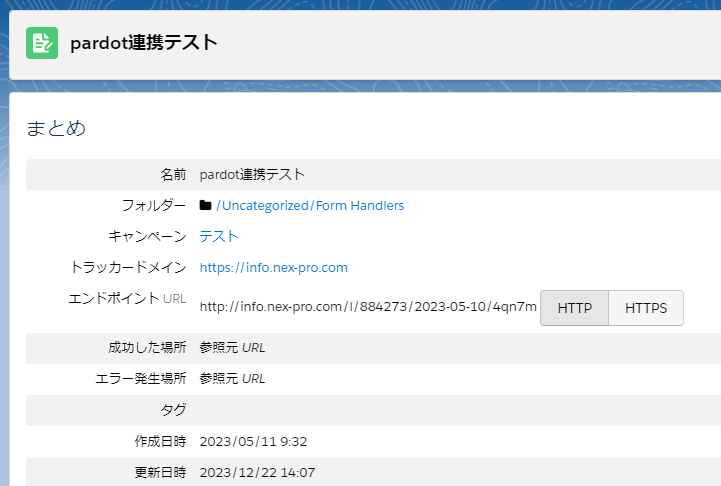 pardot連携テスト
まとめ
名前 pardot連携テスト
フォルダー /Uncategorized/Form Handlers
キャンペーン テスト
トラッカードメイン https://info.nex-pro.com
エンドポイント URL http://info.nex-pro.com/l/884273/2023-05-10/4qn7m HTTP HTTPS
成功した場所 参照元 URL
エラー発生場所 参照元 URL
タグ
作成日時 2023/05/11 9:32
更新日時 2023/12/22 14:07